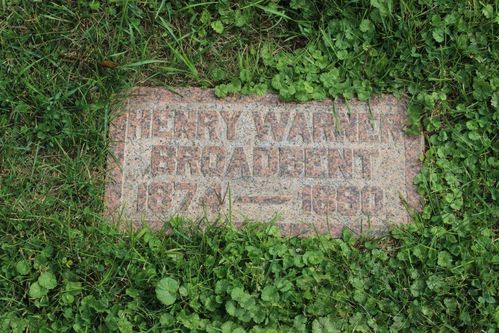 HENRY WARNER
BROADBENT
1874 — 1890